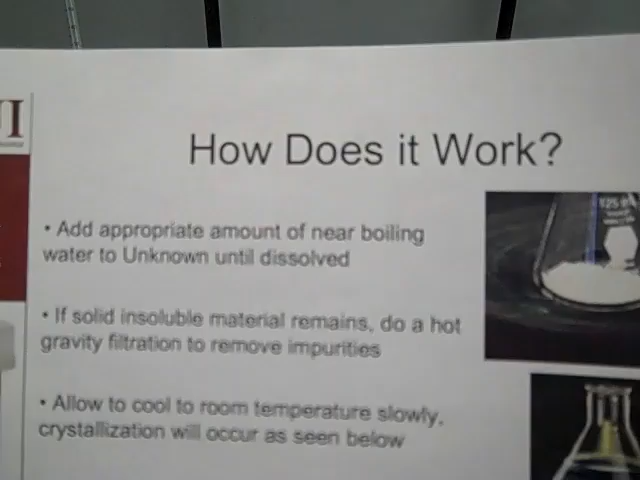 How Does it Work?
• Add appropriate amount of near boiling
water to Unknown until dissolved
• If solid insoluble material remains, do a hot
gravity filtration to remove impurities
• Allow to cool to room temperature slowly,
crystallization will occur as seen below
125